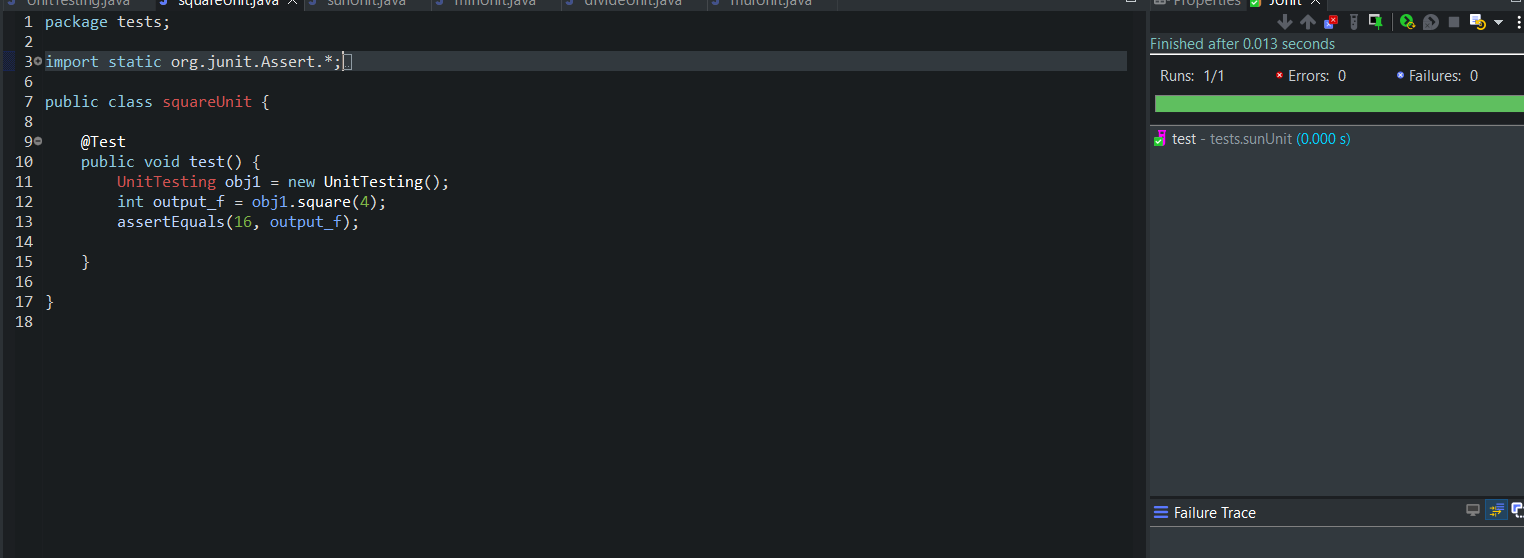 UnitTesting.java squareUnit.java sunUnit.java minUnit.java divideUnit.java Properties JUnit
1 package tests;
2
3 import static org.junit.Assert.*;
6
7 public class squareUnit {
8
9 @Test
10 public void test() {
11 UnitTesting obj1 = new UnitTesting();
12 int output_f = obj1.square(4);
13 assertEquals(16, output_f);
14
15 }
16
17 }
18
Finished after 0.013 seconds
Runs: 1/1 Errors: 0 Failures: 0
test - tests.sunUnit (0.000 s)
Failure Trace